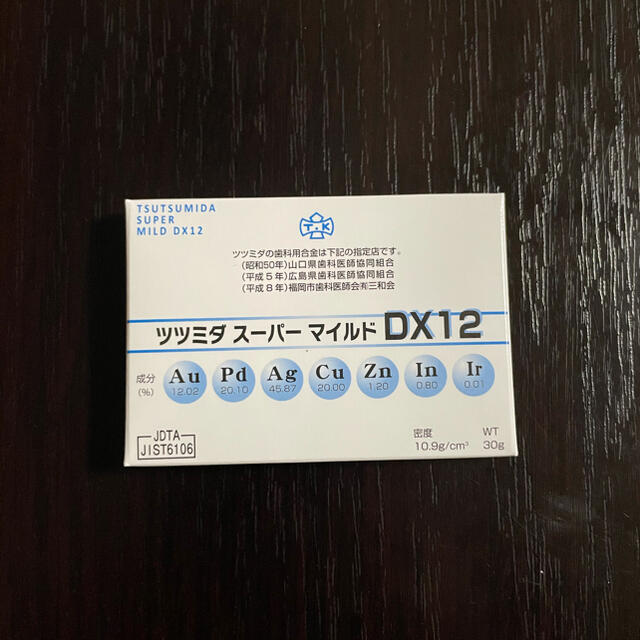 TSUTSUMIDA
SUPER
MILD DX12
T・K
ツツミダの歯科用合金は下記の指定店です。
(昭和50年)山口県歯科医師協同組合
(平成5年)広島県歯科医師協同組合
(平成8年)福岡市歯科医師会㈲三和会
ツツミダ スーパー マイルド DX12
成分 Au Pd Ag Cu Zn In Ir
(%) 12.02 20.10 45.87 20.00 1.20 0.80 0.01
JDTA
JIST6106
密度 WT
10.9g/cm³ 30g